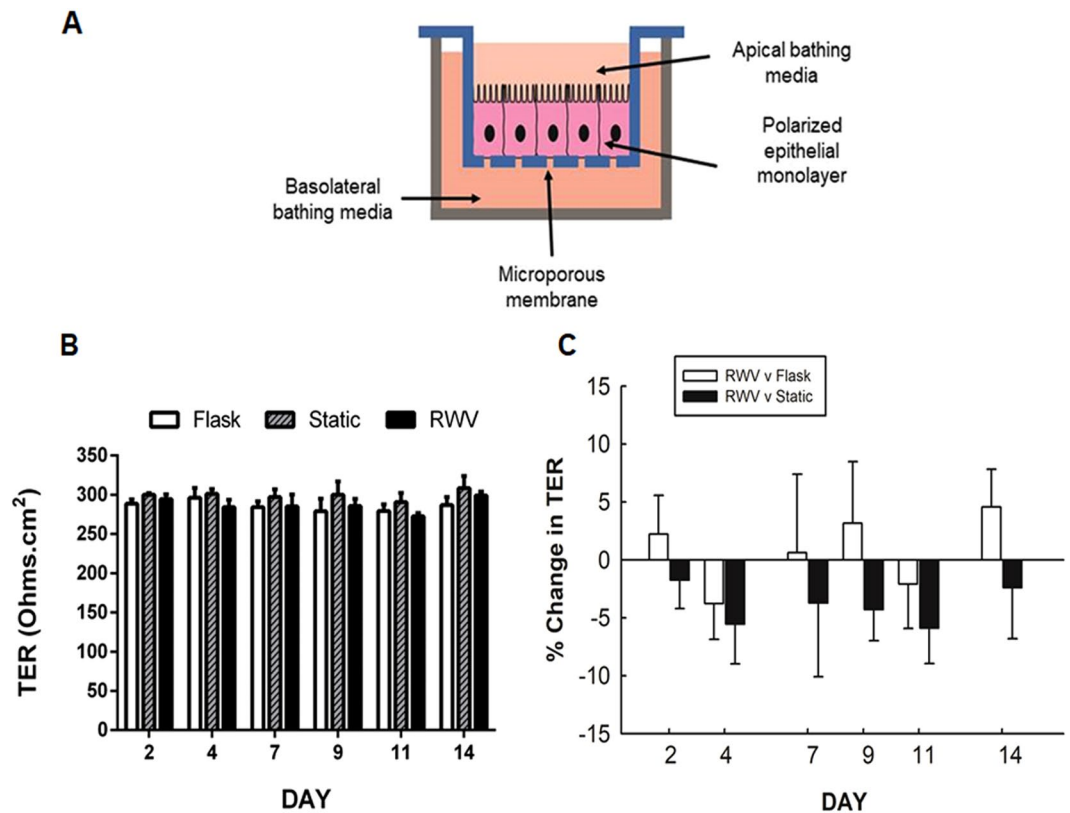 A
Apical bathing
media
Polarized
epithelial
monolayer
Basolateral
bathing media
Microporous
membrane
B
Flask Static RWV
TER (Ohms.cm²)
350
300
250
200
150
100
50
0
2 4 7 9 11 14
DAY
C
RWV v Flask
RWV v Static
% Change in TER
15
10
5
0
-5
-10
-15
2 4 7 9 11 14
DAY